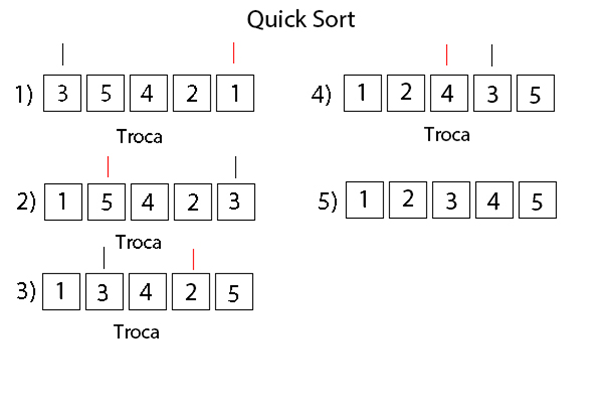 Quick Sort
1) 3 5 4 2 1
Troca
2) 1 5 4 2 3
Troca
3) 1 3 4 2 5
Troca
4) 1 2 4 3 5
Troca
5) 1 2 3 4 5